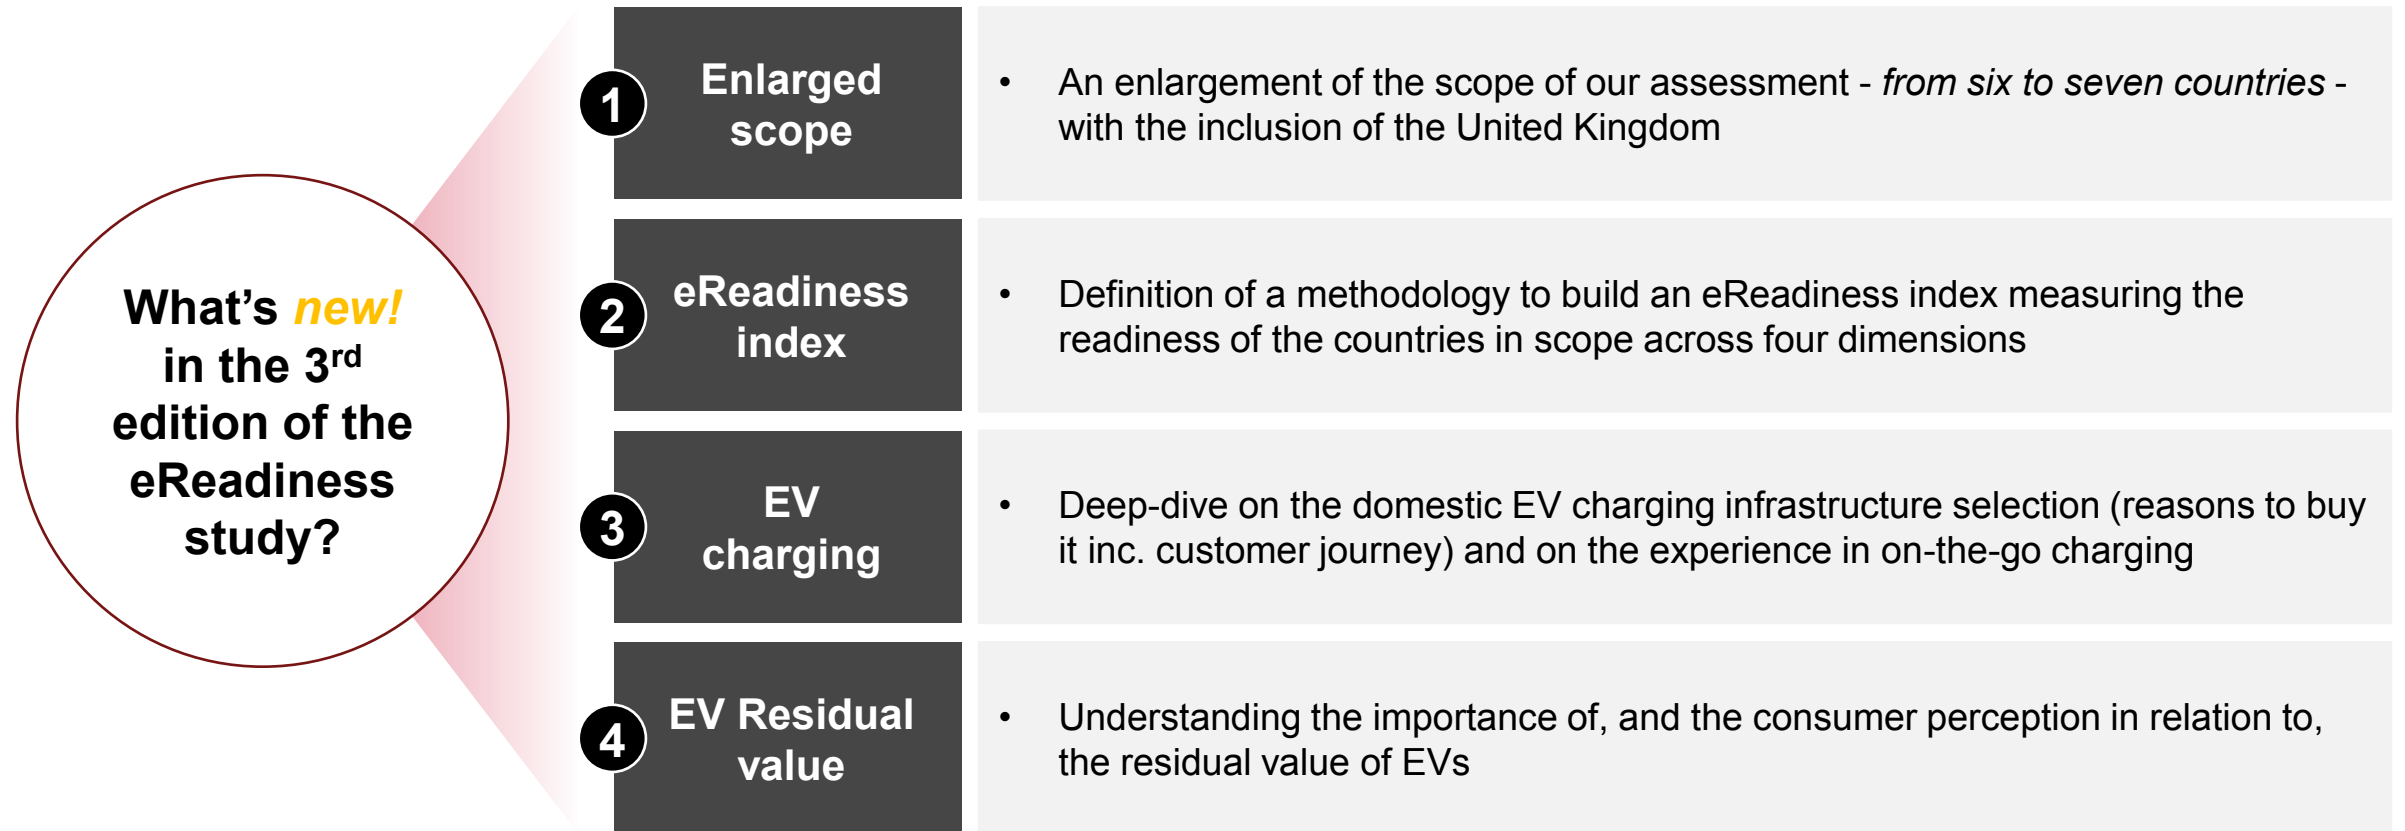 What's new!
in the 3rd
edition of the
eReadiness
study?
1
Enlarged
scope
• An enlargement of the scope of our assessment - from six to seven countries -
with the inclusion of the United Kingdom
2
eReadiness
index
• Definition of a methodology to build an eReadiness index measuring the
readiness of the countries in scope across four dimensions
3
EV
charging
• Deep-dive on the domestic EV charging infrastructure selection (reasons to buy
it inc. customer journey) and on the experience in on-the-go charging
4
EV Residual
value
• Understanding the importance of, and the consumer perception in relation to,
the residual value of EVs